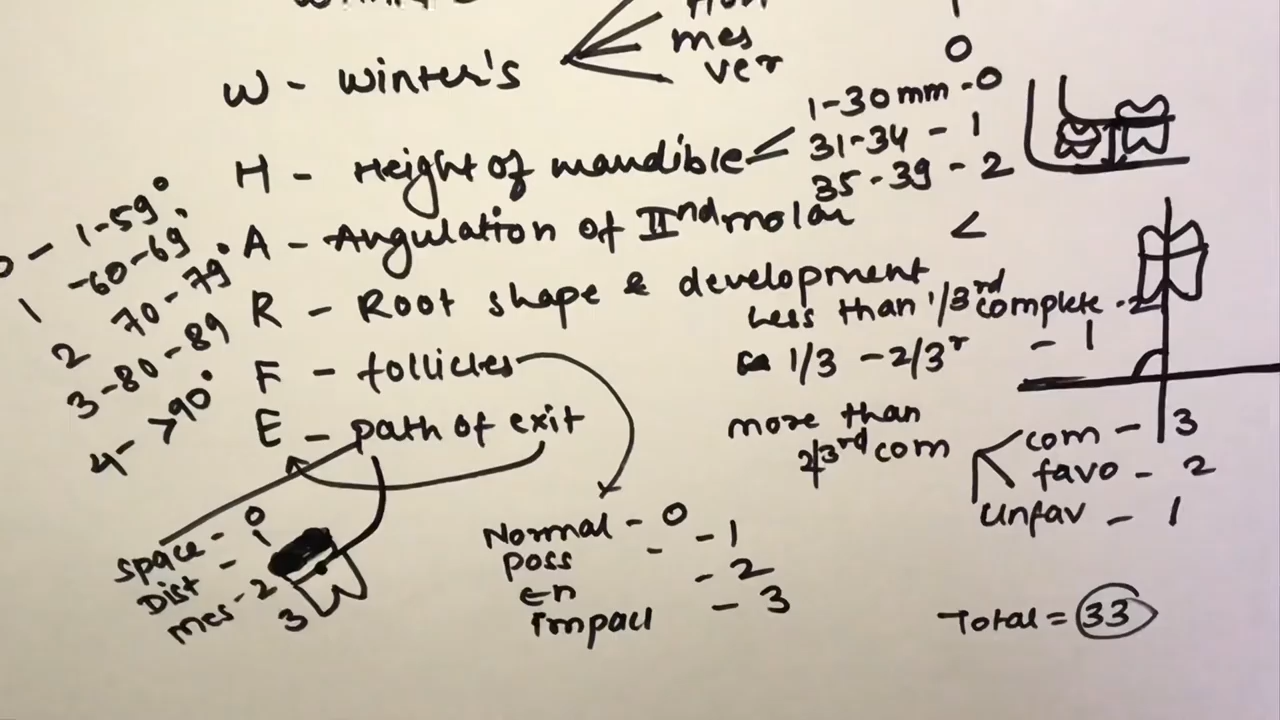 W - Winter's
mes
ver
0
H - Height of mandible
1-30mm - 0
31-34 - 1
35-39 - 2
A - Angulation of IInd molar <
1-59°
1 -60-69°
2 70-79°
3-80-89
4- >90°
R - Root shape & development
Less than 1/3rd complete - 2
1/3 - 2/3r - 1
more than
2/3rd com
com - 3
favo - 2
Unfav - 1
F - follicles
E - path of exit
Space - 0
Dist - 1
mes - 2
3
Normal - 0
poss - - 1
En - 2
Impact - 3
Total = 33